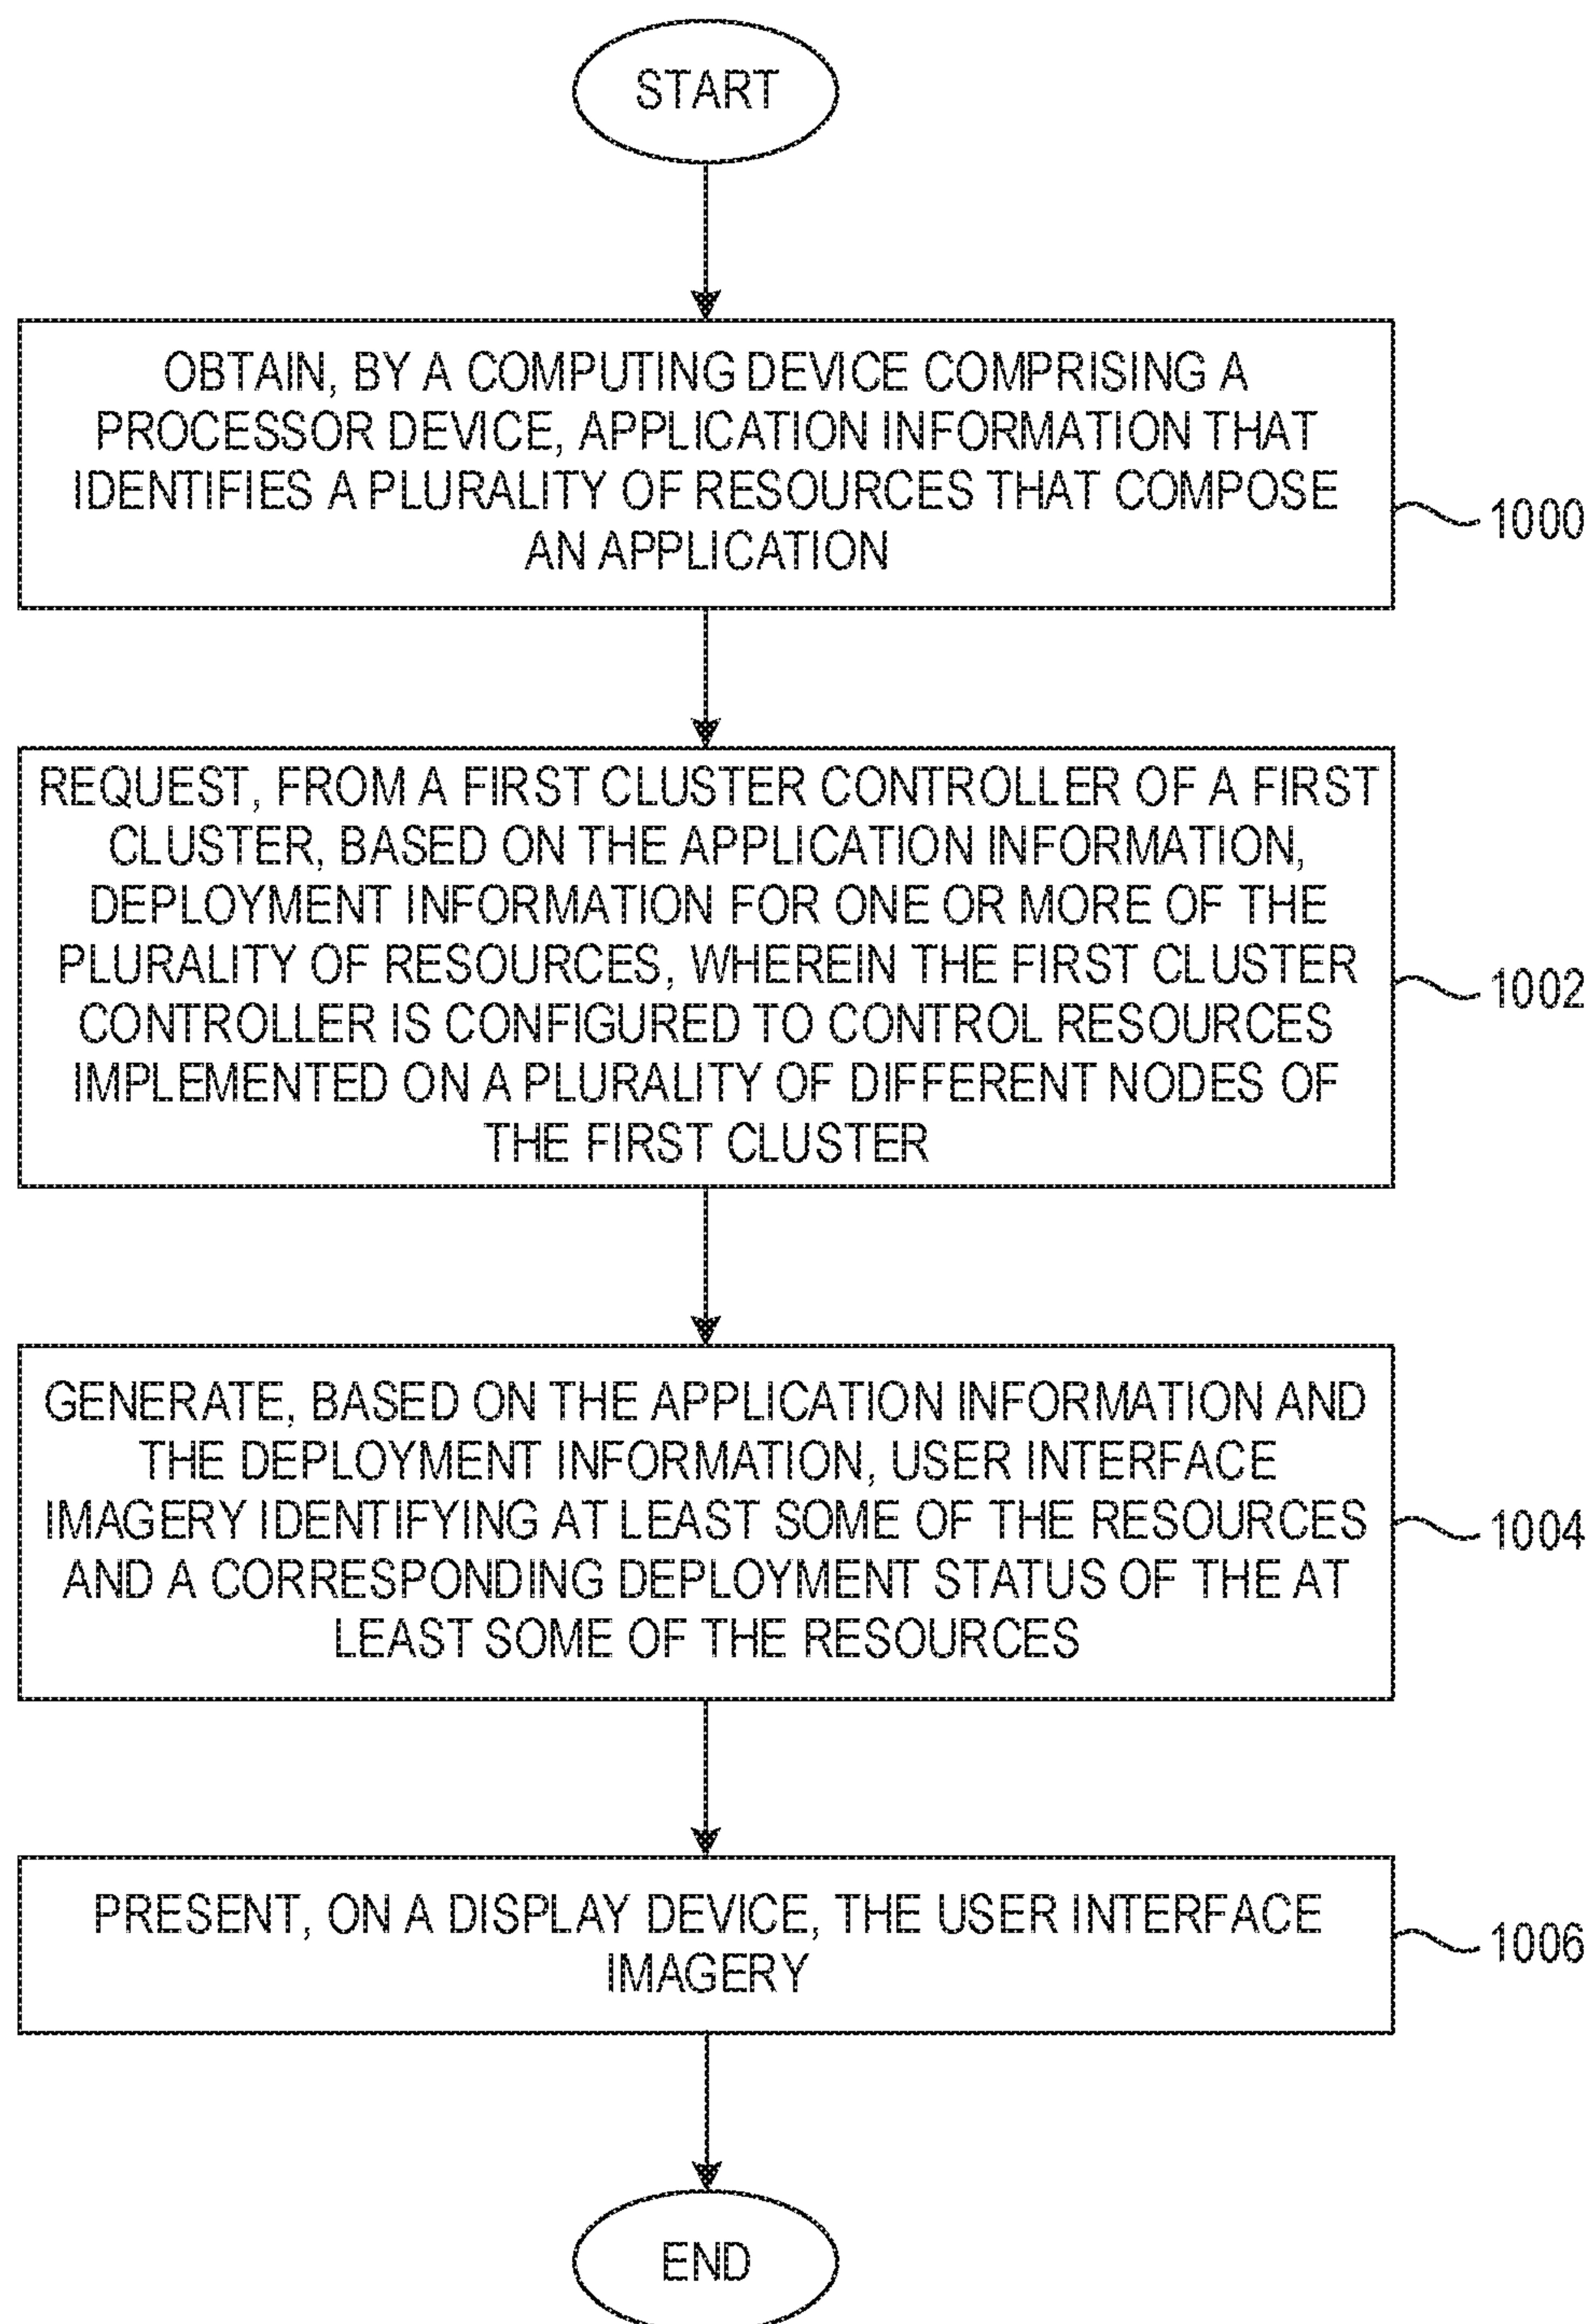 START
OBTAIN, BY A COMPUTING DEVICE COMPRISING A
PROCESSOR DEVICE, APPLICATION INFORMATION THAT
IDENTIFIES A PLURALITY OF RESOURCES THAT COMPOSE
AN APPLICATION
1000
REQUEST, FROM A FIRST CLUSTER CONTROLLER OF A FIRST
CLUSTER, BASED ON THE APPLICATION INFORMATION,
DEPLOYMENT INFORMATION FOR ONE OR MORE OF THE
PLURALITY OF RESOURCES, WHEREIN THE FIRST CLUSTER
CONTROLLER IS CONFIGURED TO CONTROL RESOURCES
IMPLEMENTED ON A PLURALITY OF DIFFERENT NODES OF
THE FIRST CLUSTER
1002
GENERATE, BASED ON THE APPLICATION INFORMATION AND
THE DEPLOYMENT INFORMATION, USER INTERFACE
IMAGERY IDENTIFYING AT LEAST SOME OF THE RESOURCES
AND A CORRESPONDING DEPLOYMENT STATUS OF THE AT
LEAST SOME OF THE RESOURCES
1004
PRESENT, ON A DISPLAY DEVICE, THE USER INTERFACE
IMAGERY
1006
END